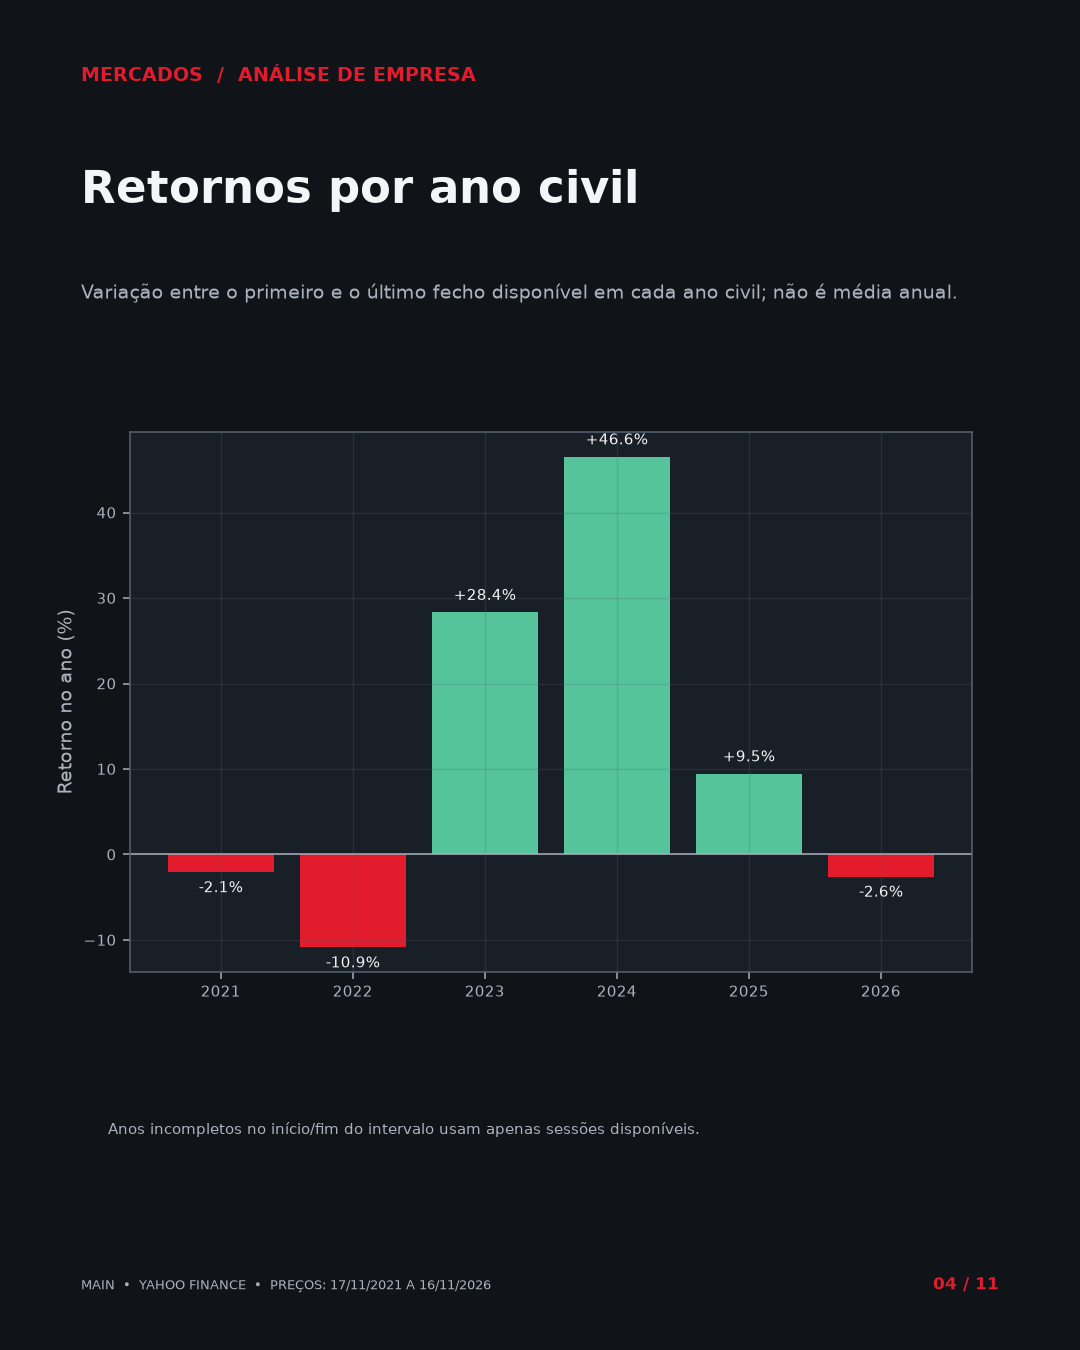 MERCADOS / ANÁLISE DE EMPRESA
Retornos por ano civil
Variação entre o primeiro e o último fecho disponível em cada ano civil; não é média anual.
Retorno no ano (%)
40
30
20
10
0
−10
-2.1%
-10.9%
+28.4%
+46.6%
+9.5%
-2.6%
2021
2022
2023
2024
2025
2026
Anos incompletos no início/fim do intervalo usam apenas sessões disponíveis.
MAIN • YAHOO FINANCE • PREÇOS: 17/11/2021 A 16/11/2026
04 / 11